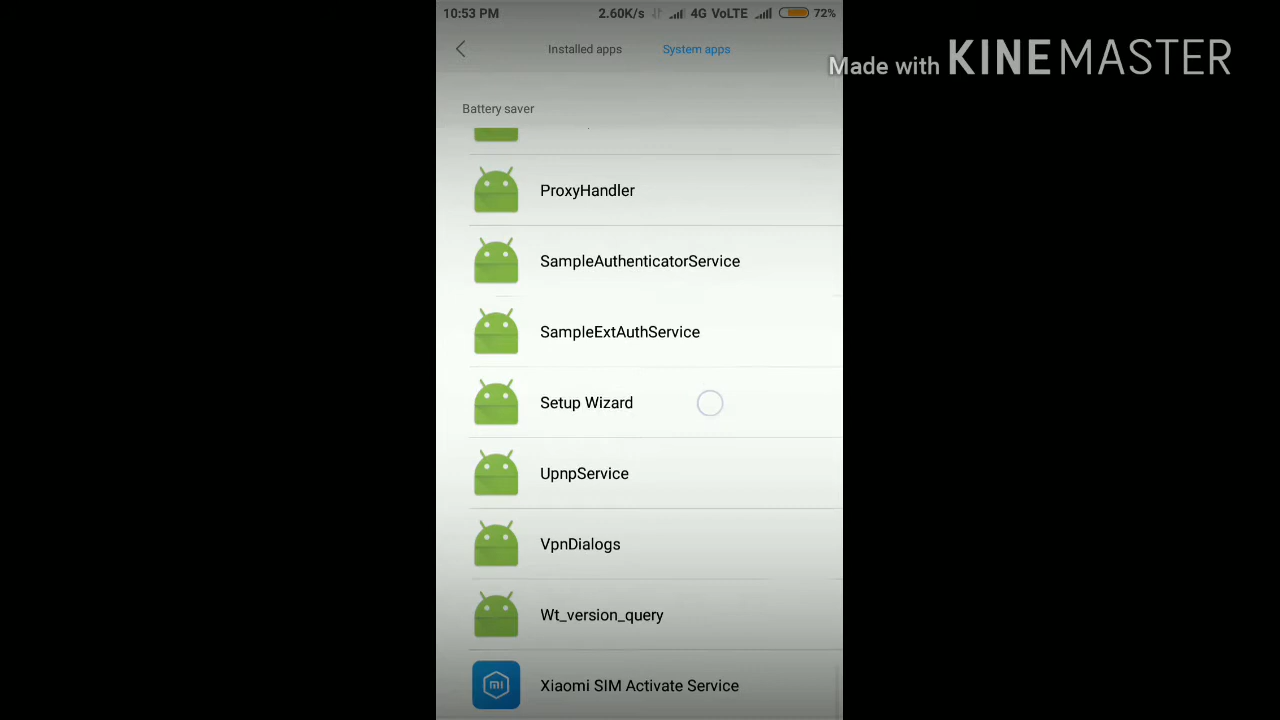 10:53 PM 2.60K/s 4G VoLTE 72%
Installed apps System apps
Made with KINEMASTER
Battery saver
ProxyHandler
SampleAuthenticatorService
SampleExtAuthService
Setup Wizard
UpnpService
VpnDialogs
Wt_version_query
mi Xiaomi SIM Activate Service